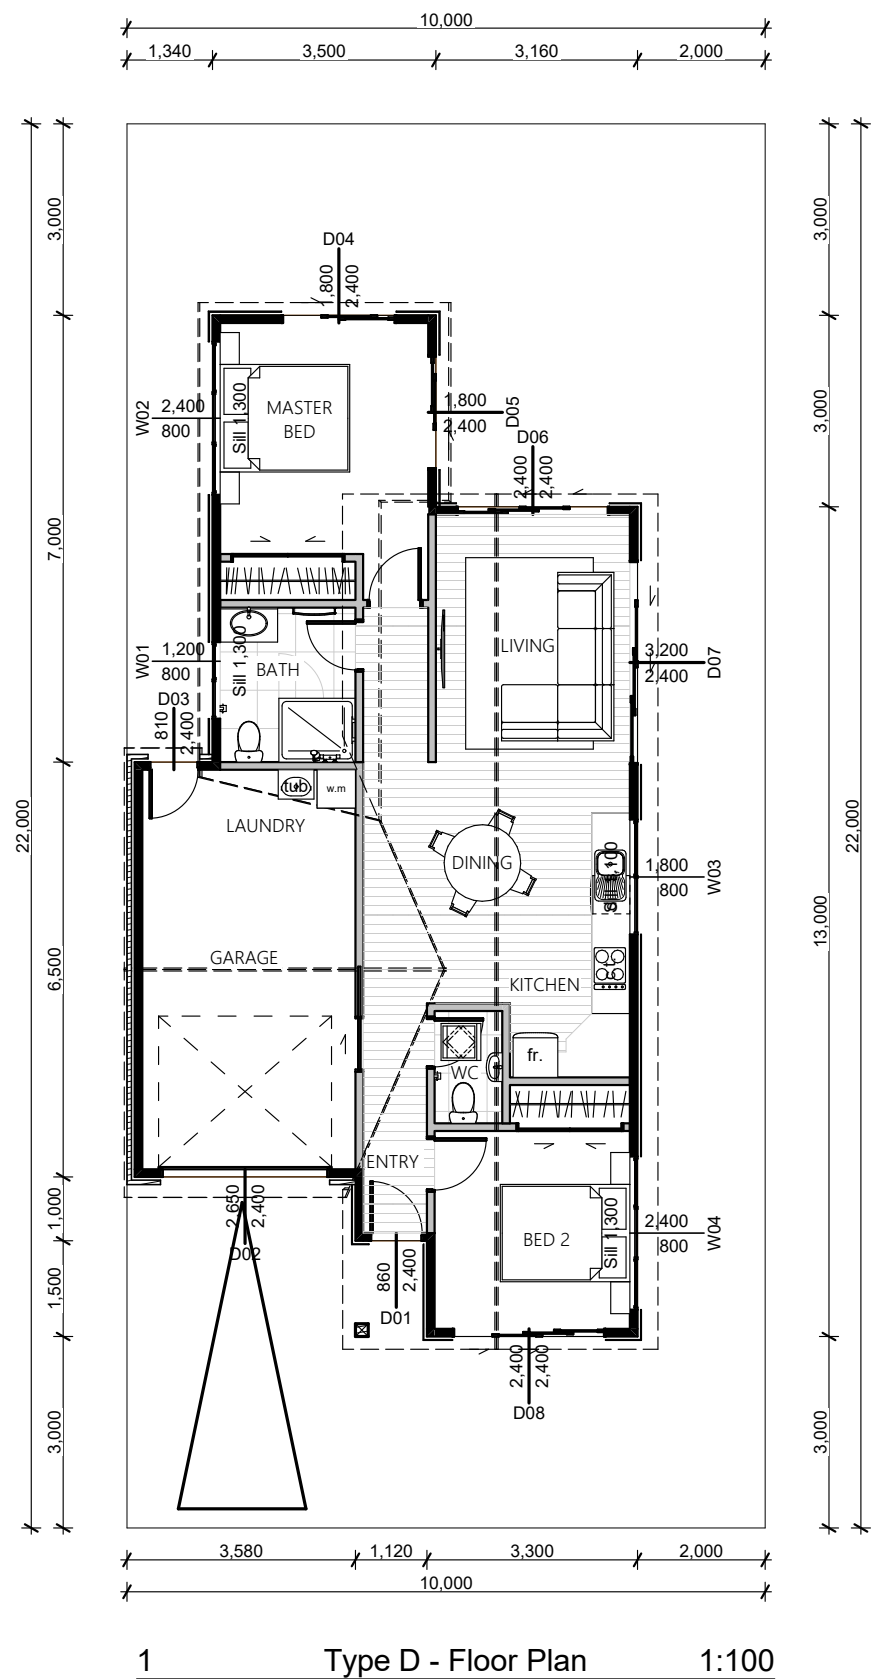 10,000
1,340 3,500 3,160 2,000
3,000
3,000
D04
1,800
2,400
W02
2,400
800
Sill 1,300
MASTER
BED
1,800
2,400
D05
D06
2,400
2,400
3,000
7,000
W01
1,200
800
Sill 1,300
BATH
LIVING
3,200
2,400
D07
D03
810
2,400
tub
w.m
LAUNDRY
22,000
22,000
DINING
1,800
800
W03
13,000
6,500
GARAGE
KITCHEN
fr.
WC
ENTRY
1,000
2,650
2,400
D02
BED 2
Sill 1,300
2,400
800
W04
1,500
860
2,400
D01
2,400
2,400
D08
3,000
3,000
3,580 1,120 3,300 2,000
10,000
1 Type D - Floor Plan 1:100